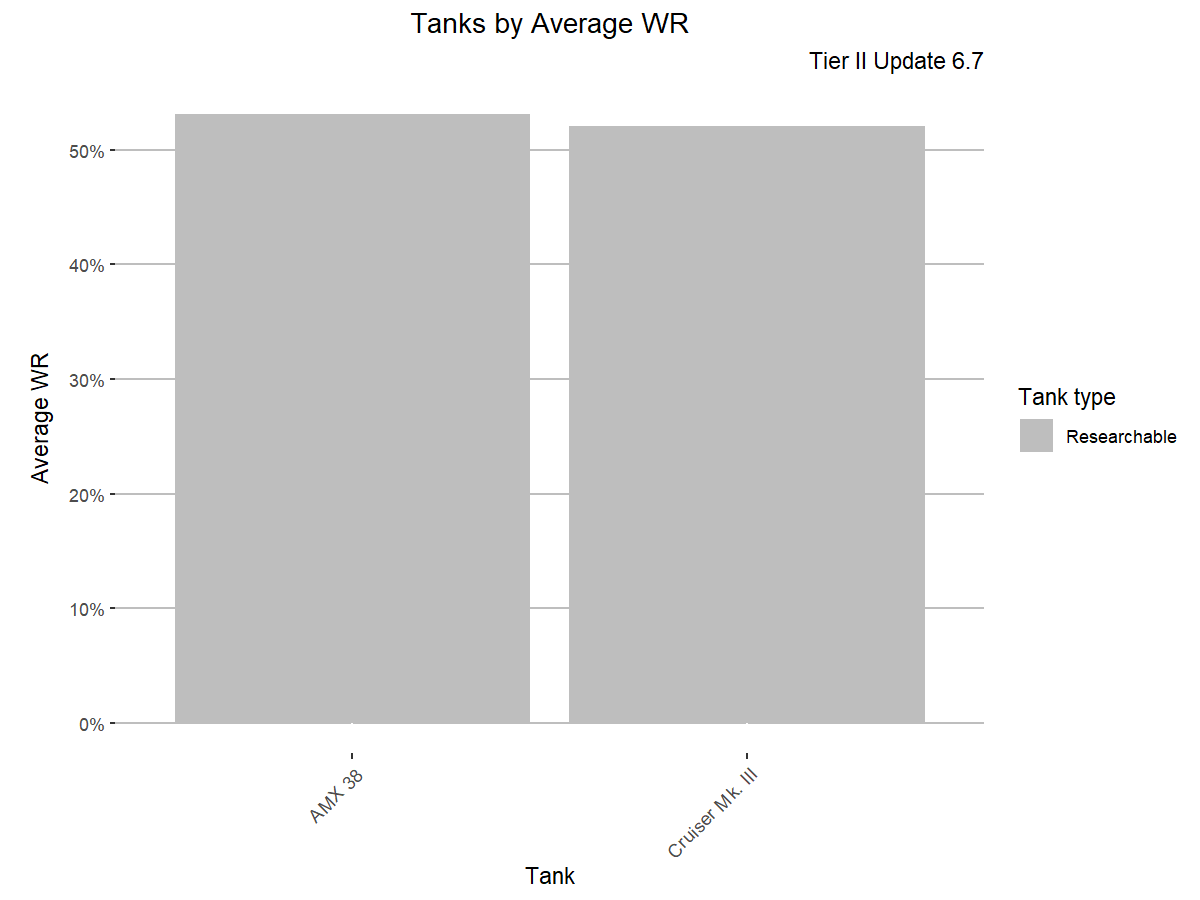 Tanks by Average WR
Tier II Update 6.7
Average WR
50%
40%
30%
20%
10%
0%
AMX 38
Cruiser Mk. III
Tank
Tank type
Researchable